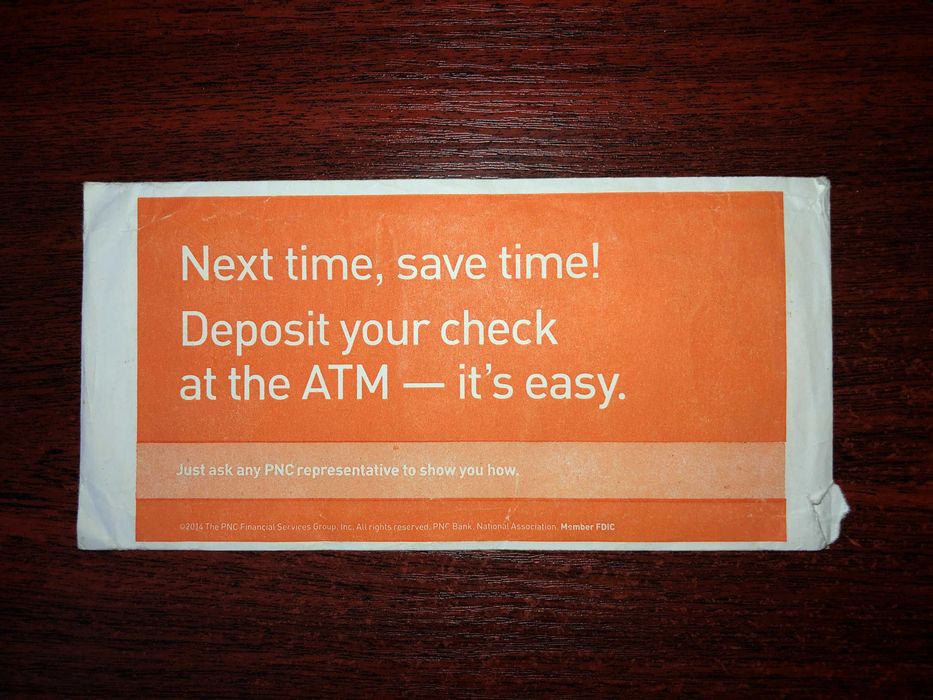 Next time, save time!
Deposit your check
at the ATM — it's easy.
Just ask any PNC representative to show you how.
©2014 The PNC Financial Services Group, Inc. All rights reserved. PNC Bank, National Association. Member FDIC